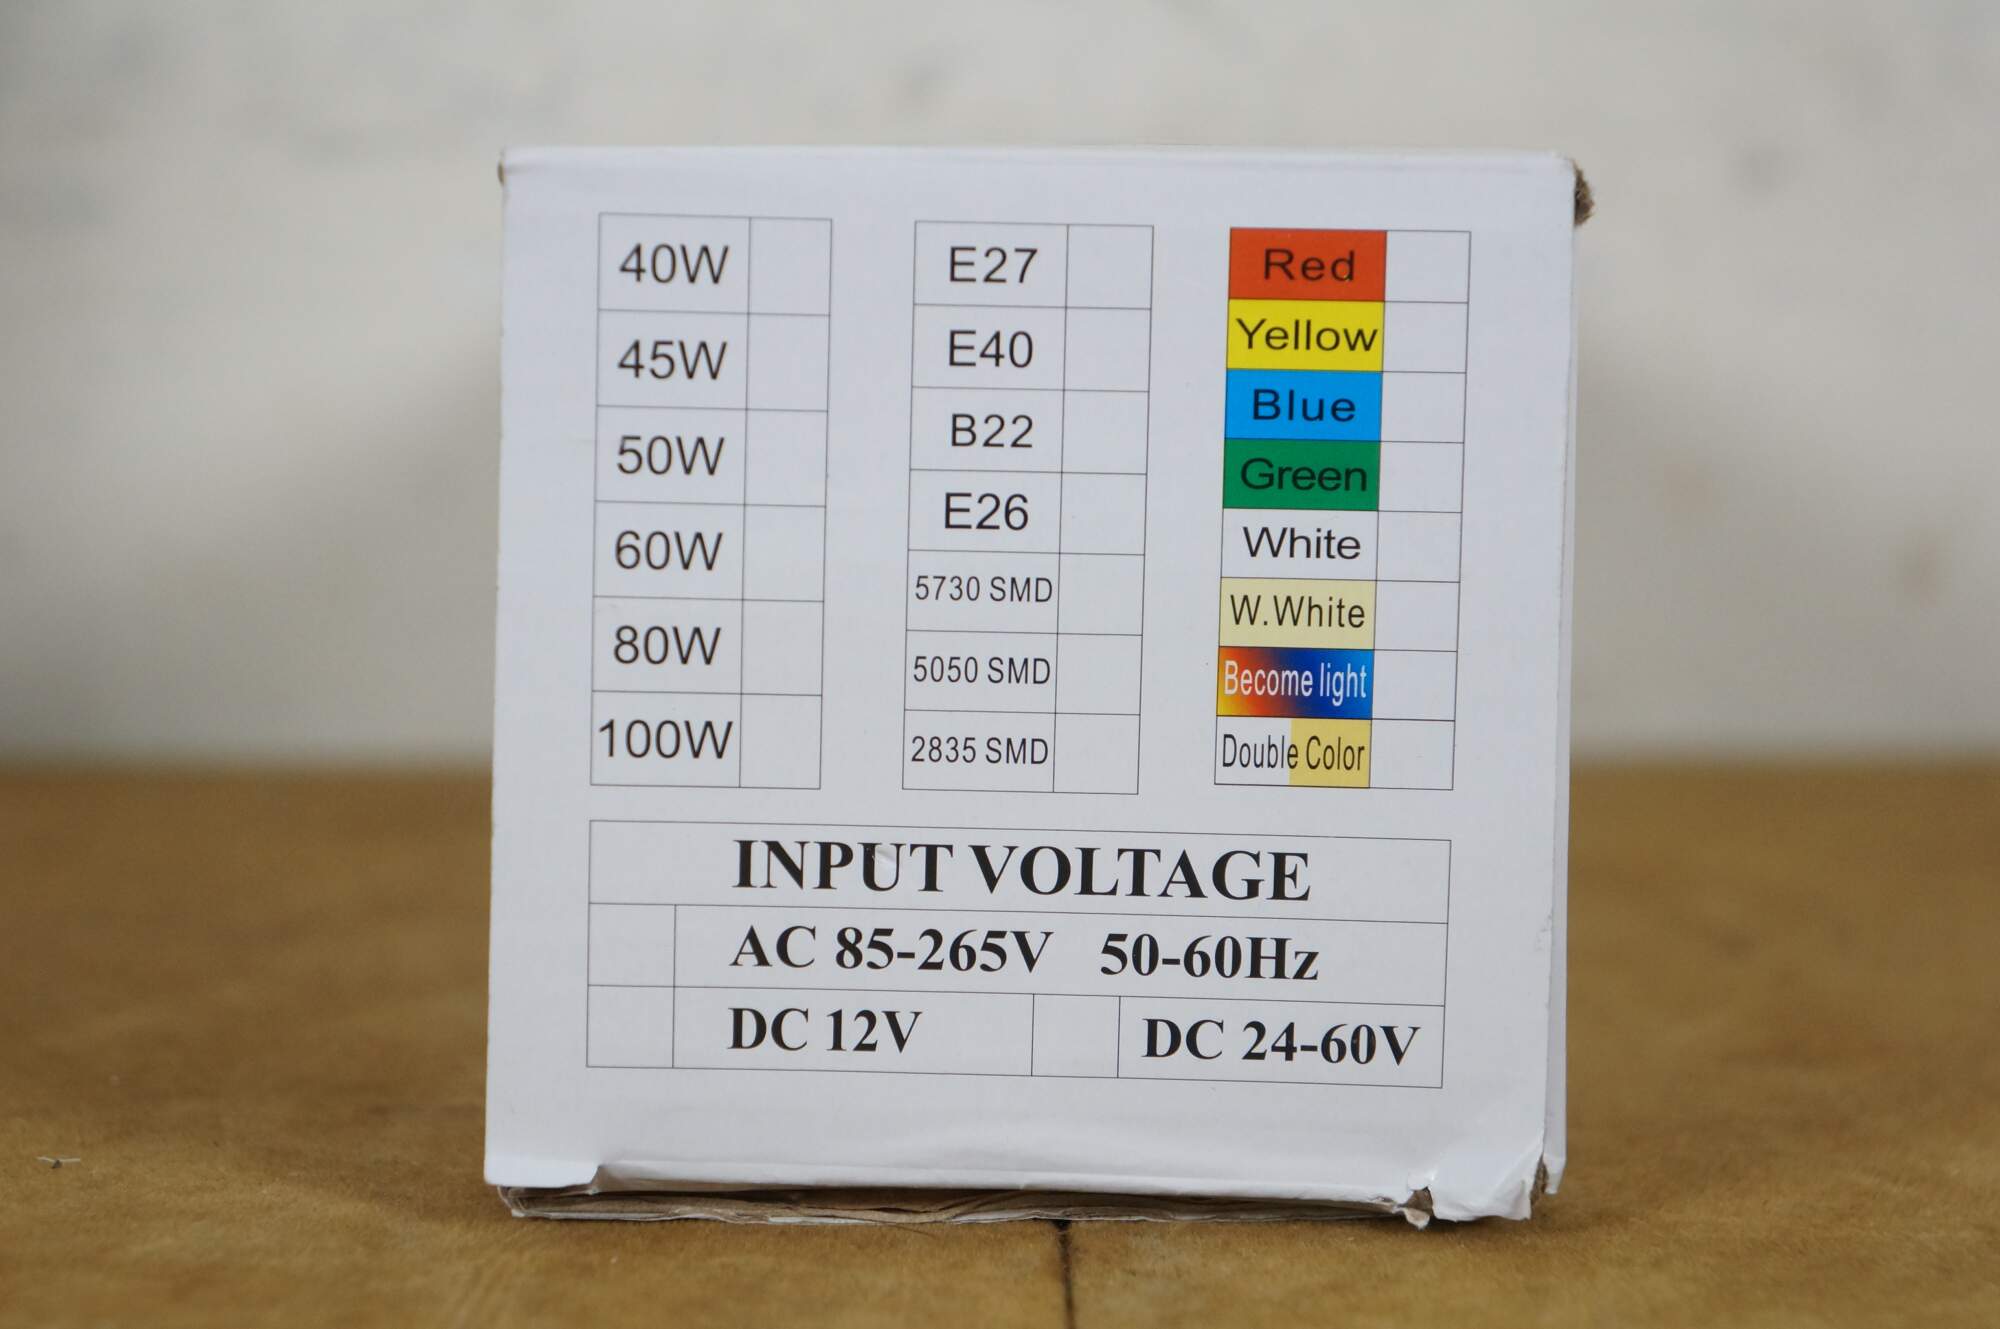 40W
45W
50W
60W
80W
100W
E27
E40
B22
E26
5730 SMD
5050 SMD
2835 SMD
Red
Yellow
Blue
Green
White
W.White
Become light
Double Color
INPUT VOLTAGE
AC 85-265V 50-60Hz
DC 12V DC 24-60V